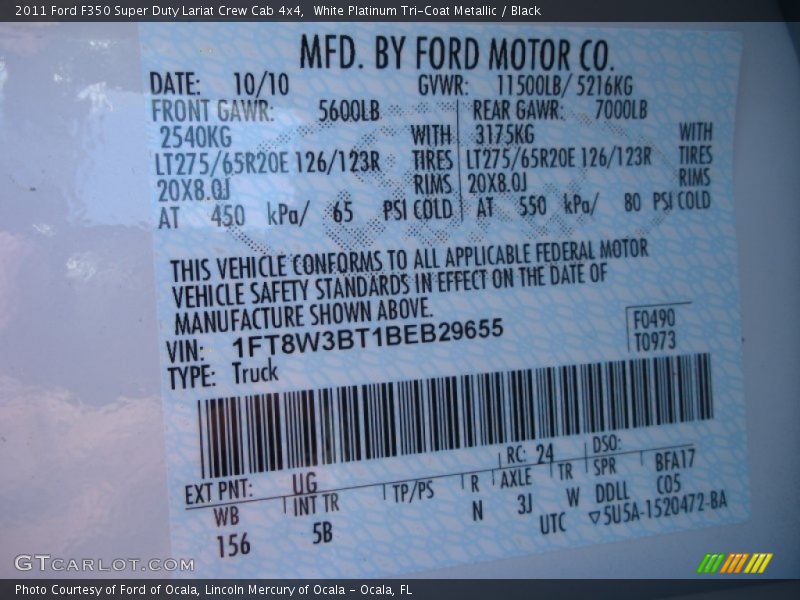 2011 Ford F350 Super Duty Lariat Crew Cab 4x4,  White Platinum Tri-Coat Metallic / Black
MFD. BY FORD MOTOR CO.
DATE: 10/10 GVWR: 11500LB/ 5216KG
FRONT GAWR: 5600LB REAR GAWR: 7000LB
2540KG WITH 3175KG WITH
LT275/65R20E 126/123R TIRES LT275/65R20E 126/123R TIRES
20X8.0J RIMS 20X8.0J RIMS
AT 450 kPa/ 65 PSI COLD AT 550 kPa/ 80 PSI COLD
THIS VEHICLE CONFORMS TO ALL APPLICABLE FEDERAL MOTOR
VEHICLE SAFETY STANDARDS IN EFFECT ON THE DATE OF
MANUFACTURE SHOWN ABOVE.
VIN: 1FT8W3BT1BEB29655 F0490
TYPE: Truck T0973
EXT PNT: UG RC: 24 DSO:
WB INT TR TP/PS R AXLE TR SPR BFA17
156 5B N 3J W DDLL C05
UTC ▽5U5A-1520472-BA
GTCARLOT.COM
Photo Courtesy of Ford of Ocala, Lincoln Mercury of Ocala - Ocala, FL